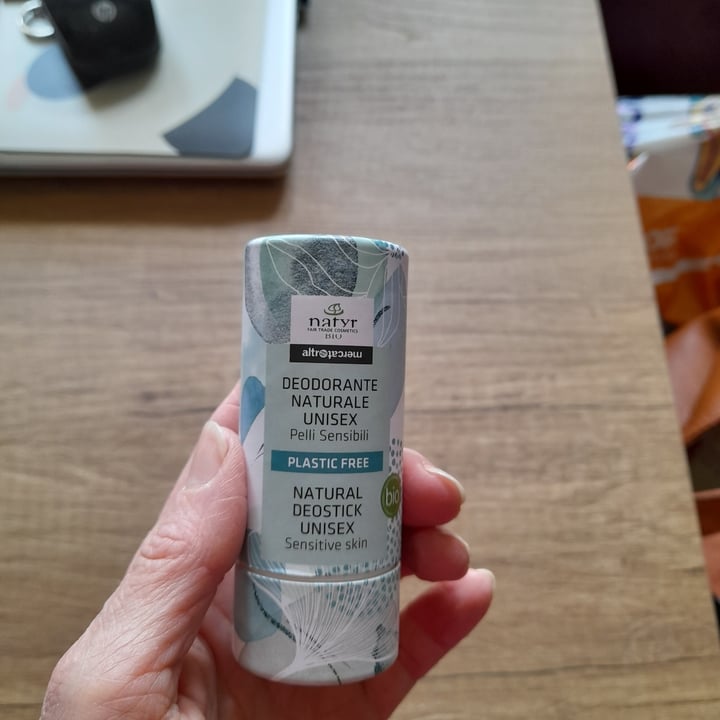 natyr
FAIR TRADE COSMETICS
BIO
altromercato
DEODORANTE
NATURALE
UNISEX
Pelli Sensibili
PLASTIC FREE
NATURAL
DEOSTICK
UNISEX
Sensitive skin
bio
hp